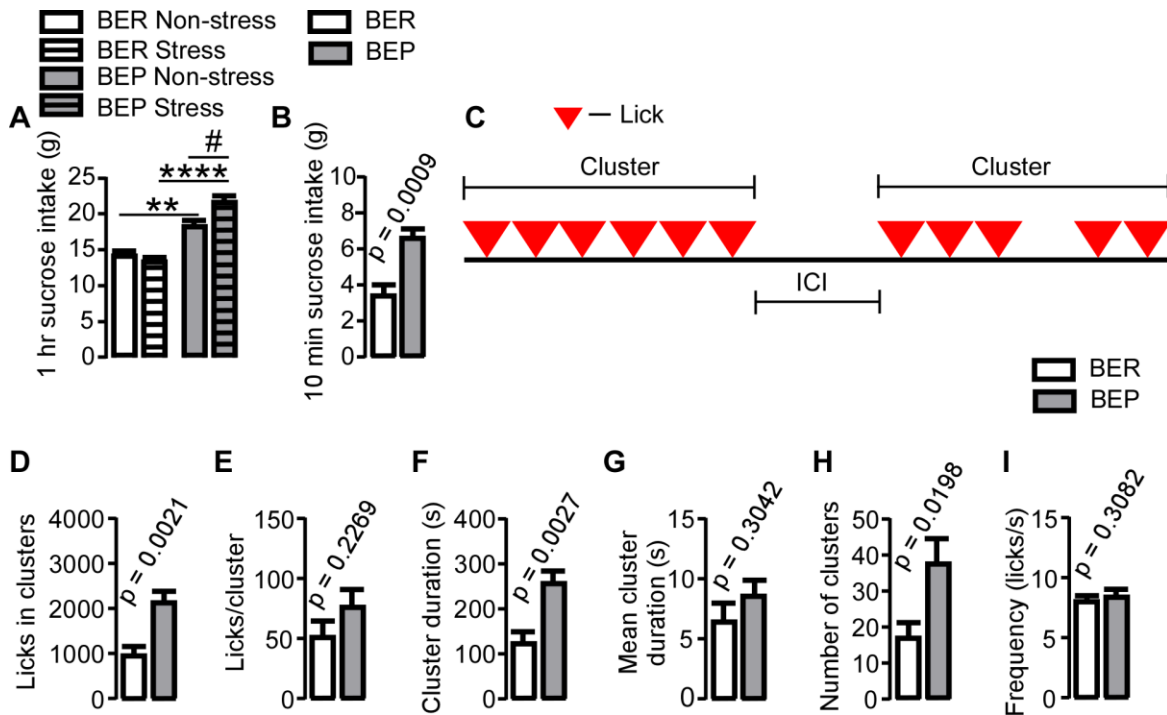 BER Non-stress
BER Stress
BEP Non-stress
BEP Stress
BER
BEP
A
1 hr sucrose intake (g)
25
20
15
10
5
0
**
****
#
B
10 min sucrose intake (g)
10
8
6
4
2
0
p = 0.0009
C
– Lick
Cluster
Cluster
ICI
BER
BEP
D
Licks in clusters
4000
3000
2000
1000
0
p = 0.0021
E
Licks/cluster
150
100
50
0
p = 0.2269
F
Cluster duration (s)
400
300
200
100
0
p = 0.0027
G
Mean cluster
duration (s)
15
10
5
0
p = 0.3042
H
Number of clusters
50
40
30
20
10
0
p = 0.0198
I
Frequency (licks/s)
15
10
5
0
p = 0.3082